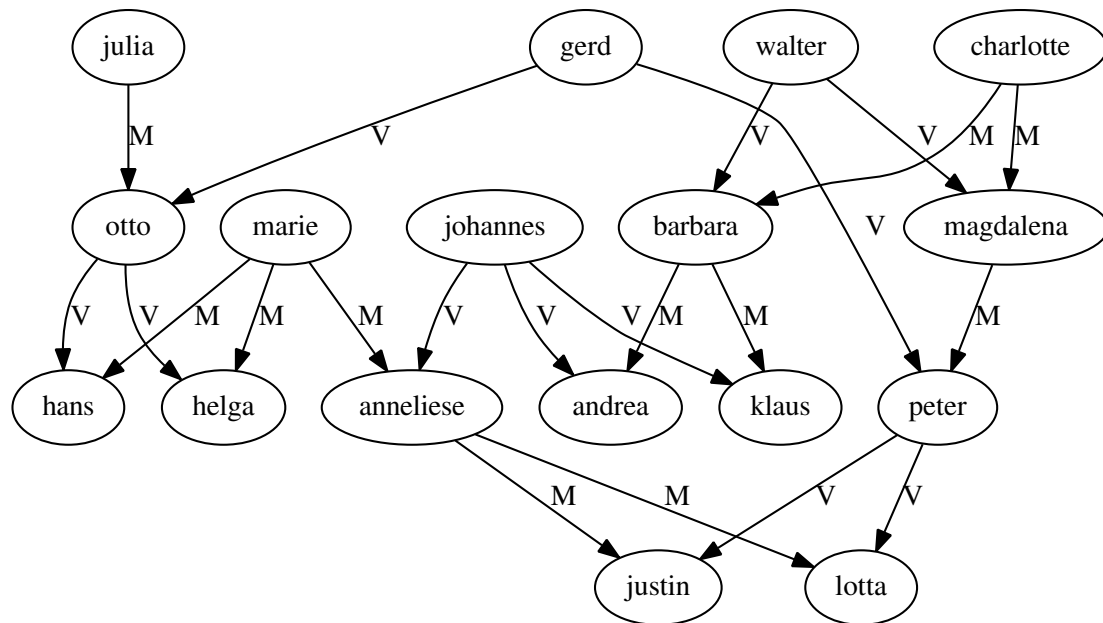 julia gerd walter charlotte
M V V V M M
otto marie johannes barbara magdalena
V
V V M M M V V V M M M
hans helga anneliese andrea klaus peter
M M V V
justin lotta